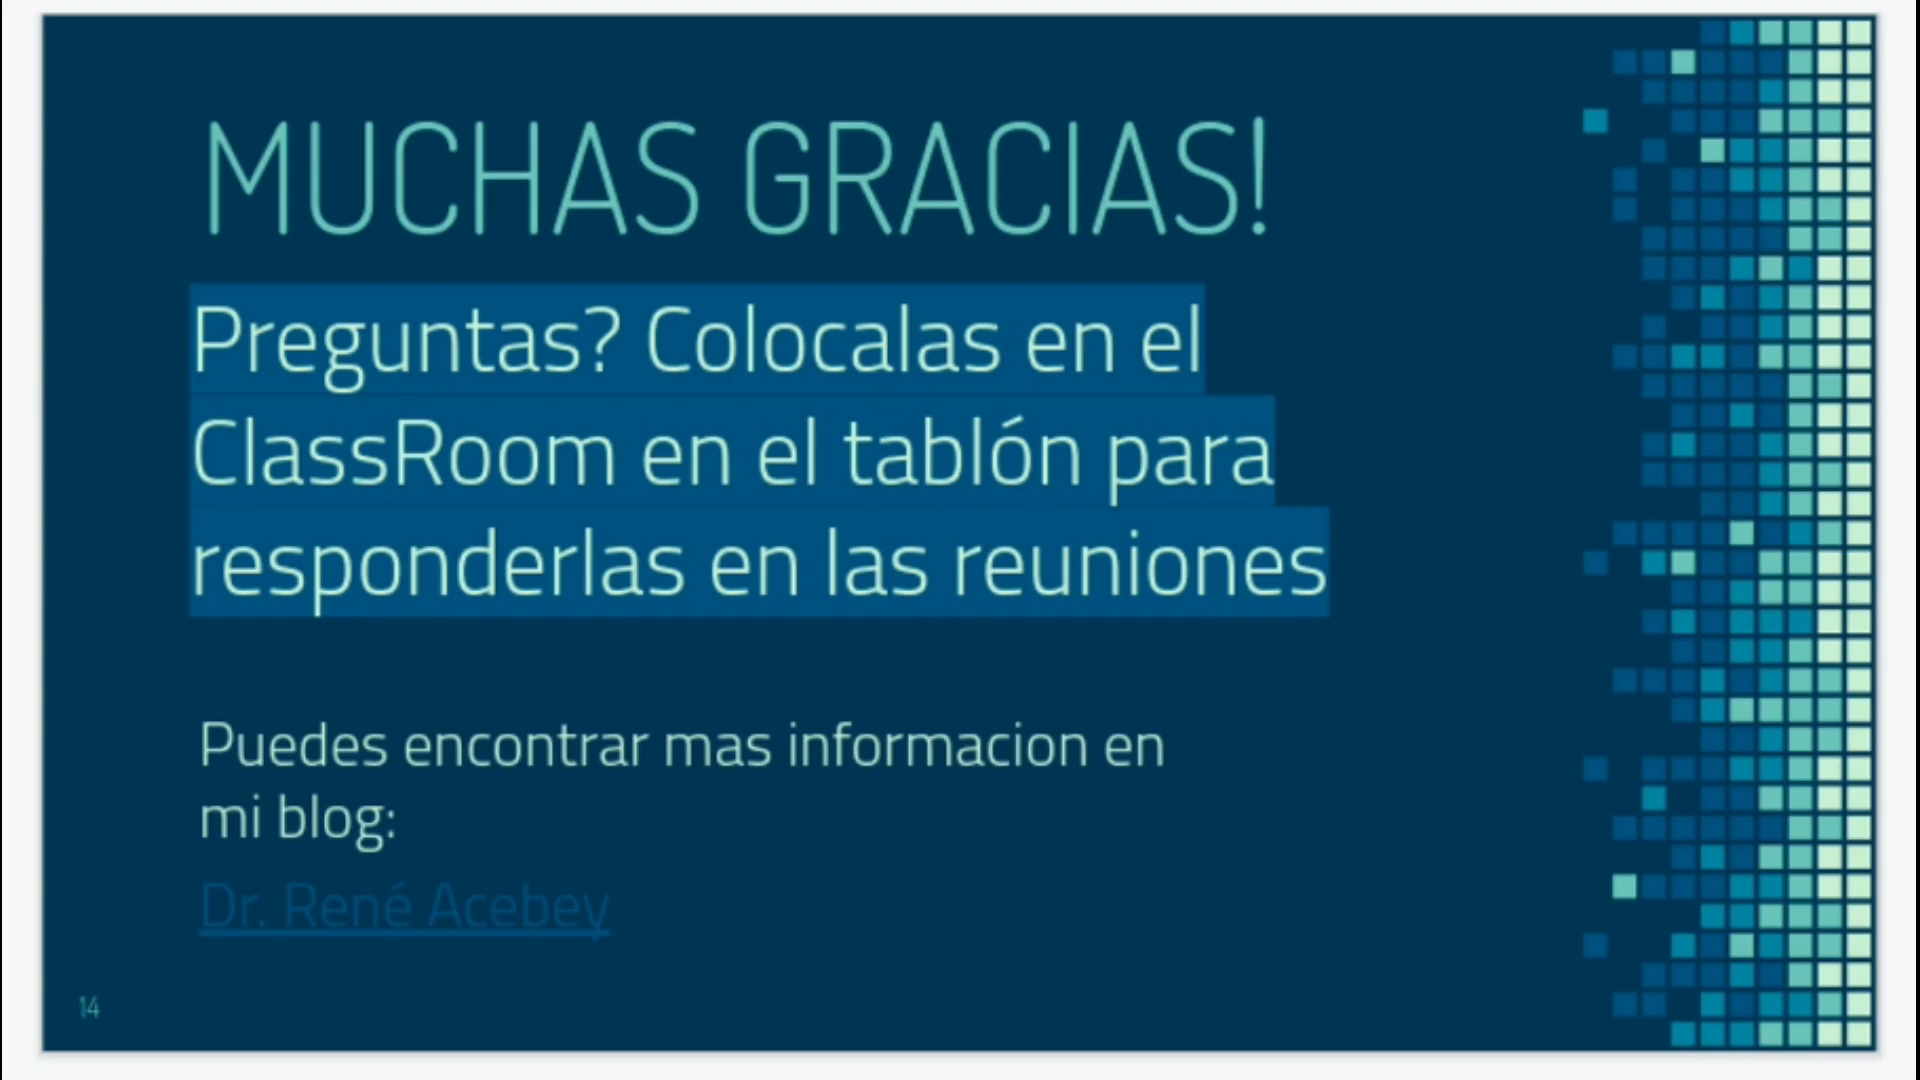 MUCHAS GRACIAS!
Preguntas? Colocalas en el
ClassRoom en el tablón para
responderlas en las reuniones
Puedes encontrar mas informacion en
mi blog:
Dr. René Acebey
14